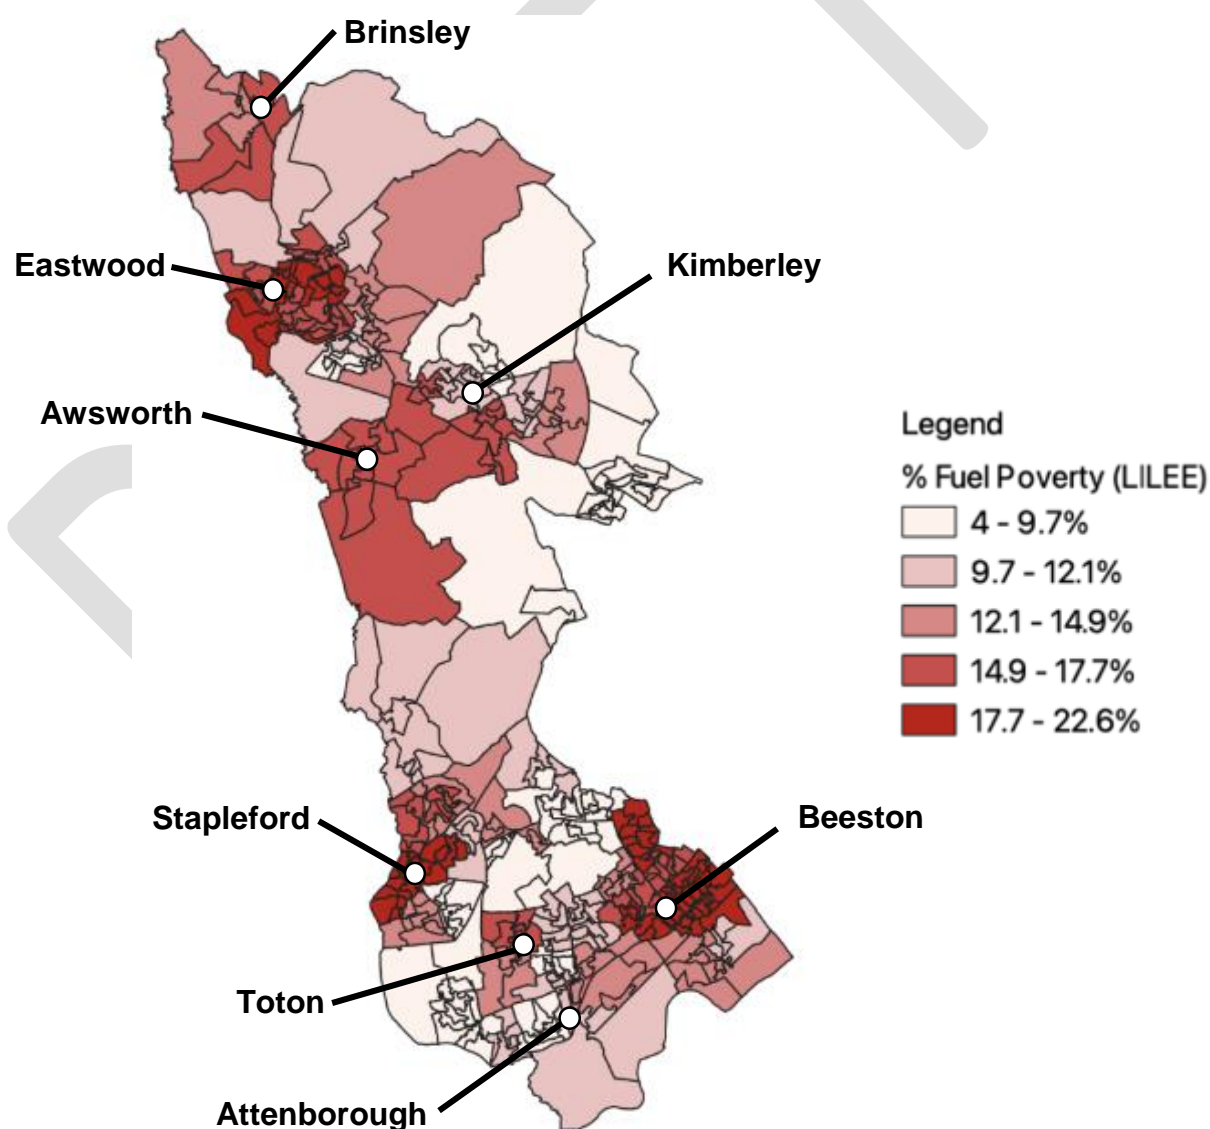 Brinsley
Eastwood
Kimberley
Awsworth
Legend
% Fuel Poverty (LILEE)
4 - 9.7%
9.7 - 12.1%
12.1 - 14.9%
14.9 - 17.7%
17.7 - 22.6%
Stapleford
Beeston
Toton
Attenborough